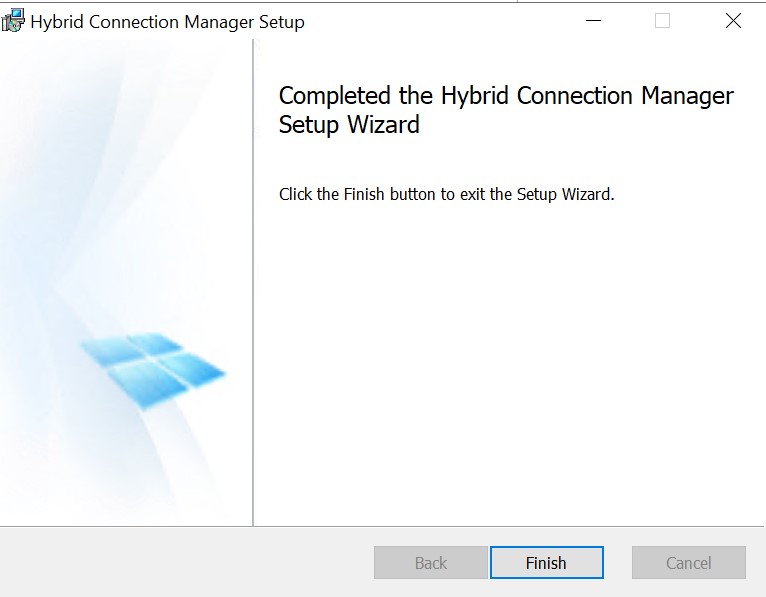 Hybrid Connection Manager Setup
Completed the Hybrid Connection Manager
Setup Wizard
Click the Finish button to exit the Setup Wizard.
Back
Finish
Cancel